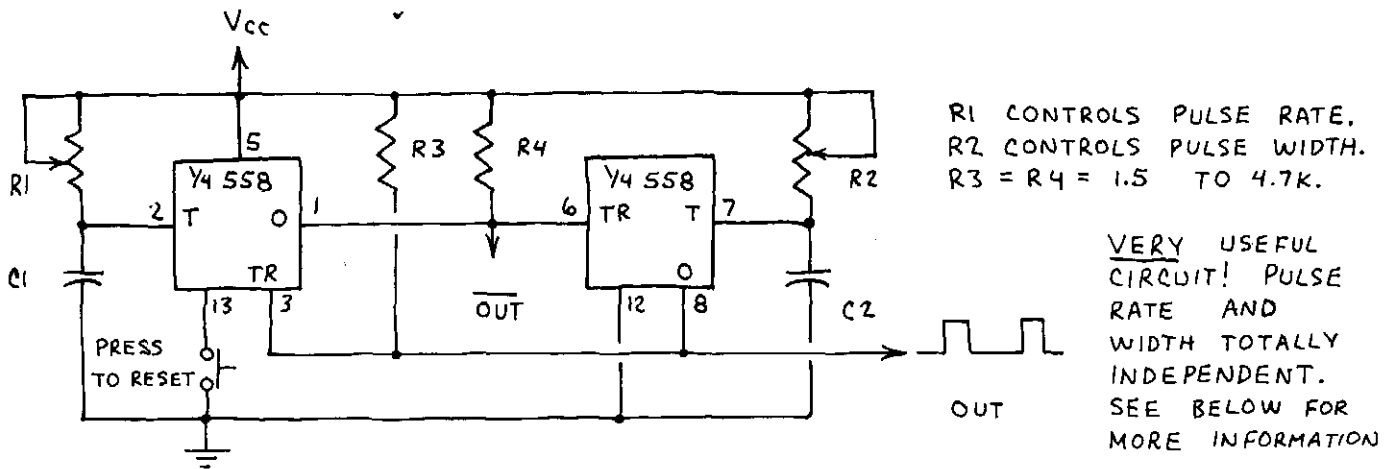 Vcc
R1 CONTROLS PULSE RATE.
R2 CONTROLS PULSE WIDTH.
R3 = R4 = 1.5 TO 4.7K.
5
R3
R4
R1
R2
1/4 558
1/4 558
2
T
O
1
6
TR
T
7
TR
O
C1
13
3
OUT
12
8
C2
PRESS
TO RESET
OUT
VERY USEFUL
CIRCUIT! PULSE
RATE AND
WIDTH TOTALLY
INDEPENDENT.
SEE BELOW FOR
MORE INFORMATION